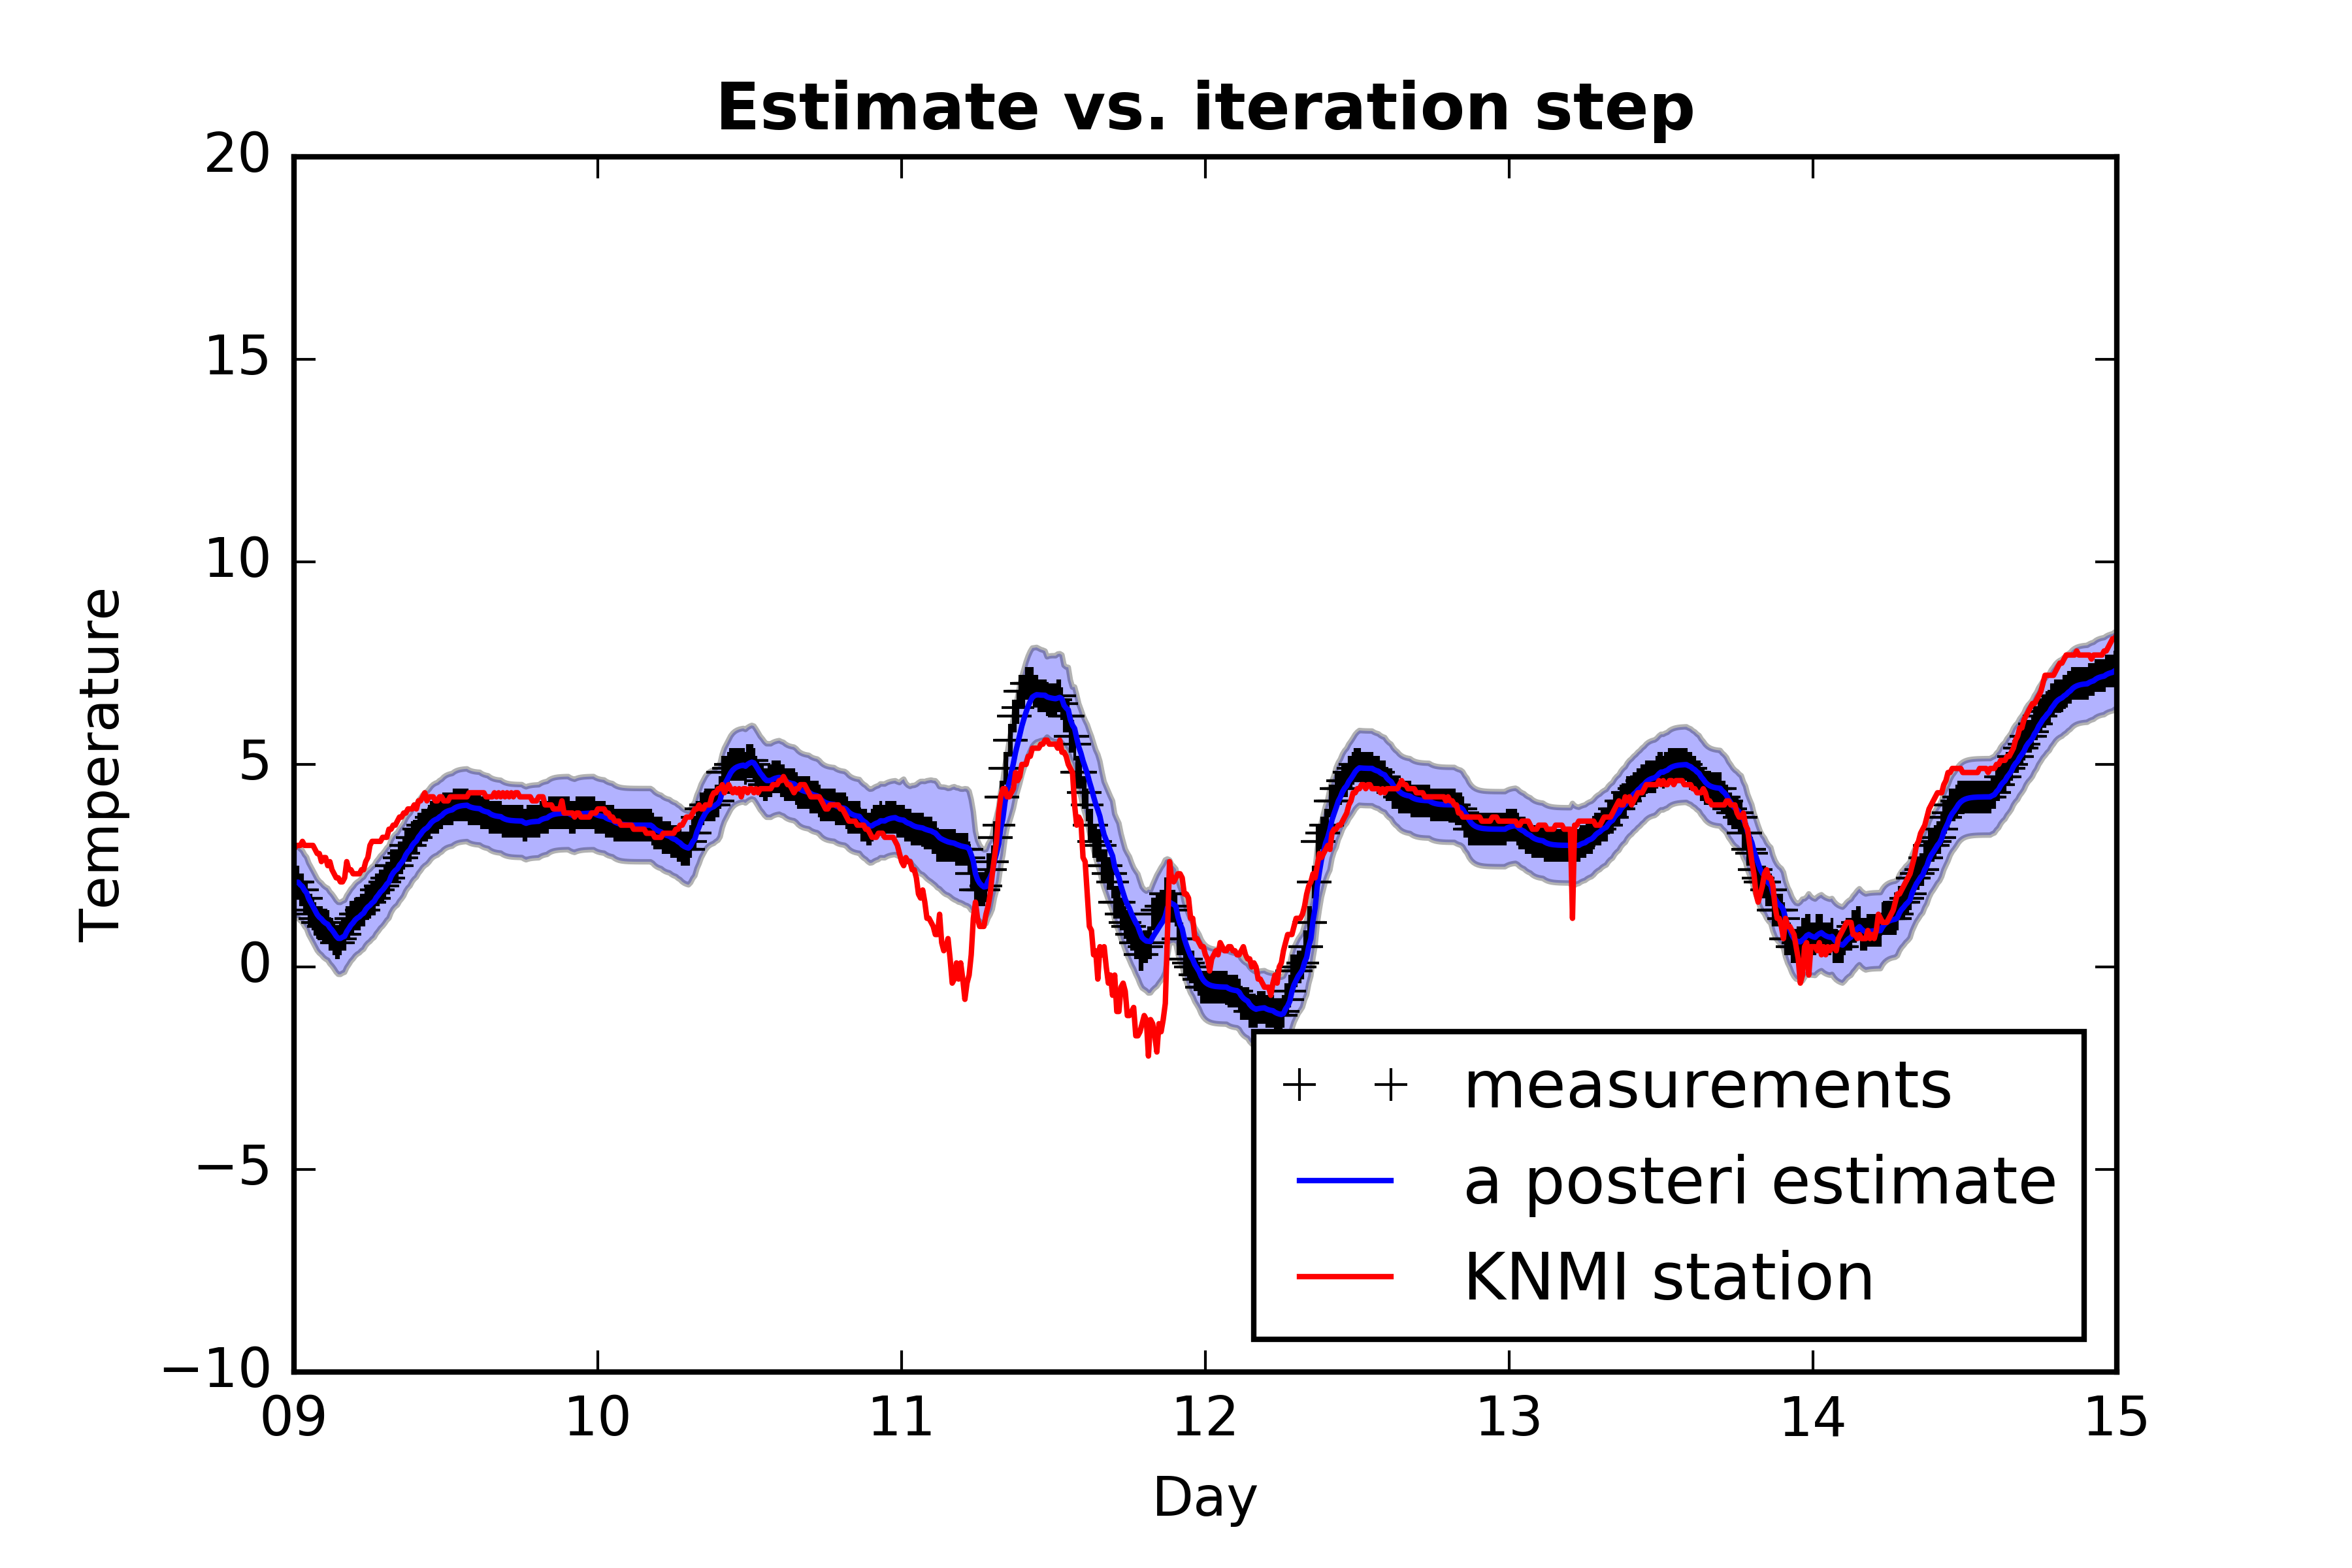 Estimate vs. iteration step
20
15
10
5
0
−5
−10
Temperature
measurements
a posteri estimate
KNMI station
09 10 11 12 13 14 15
Day